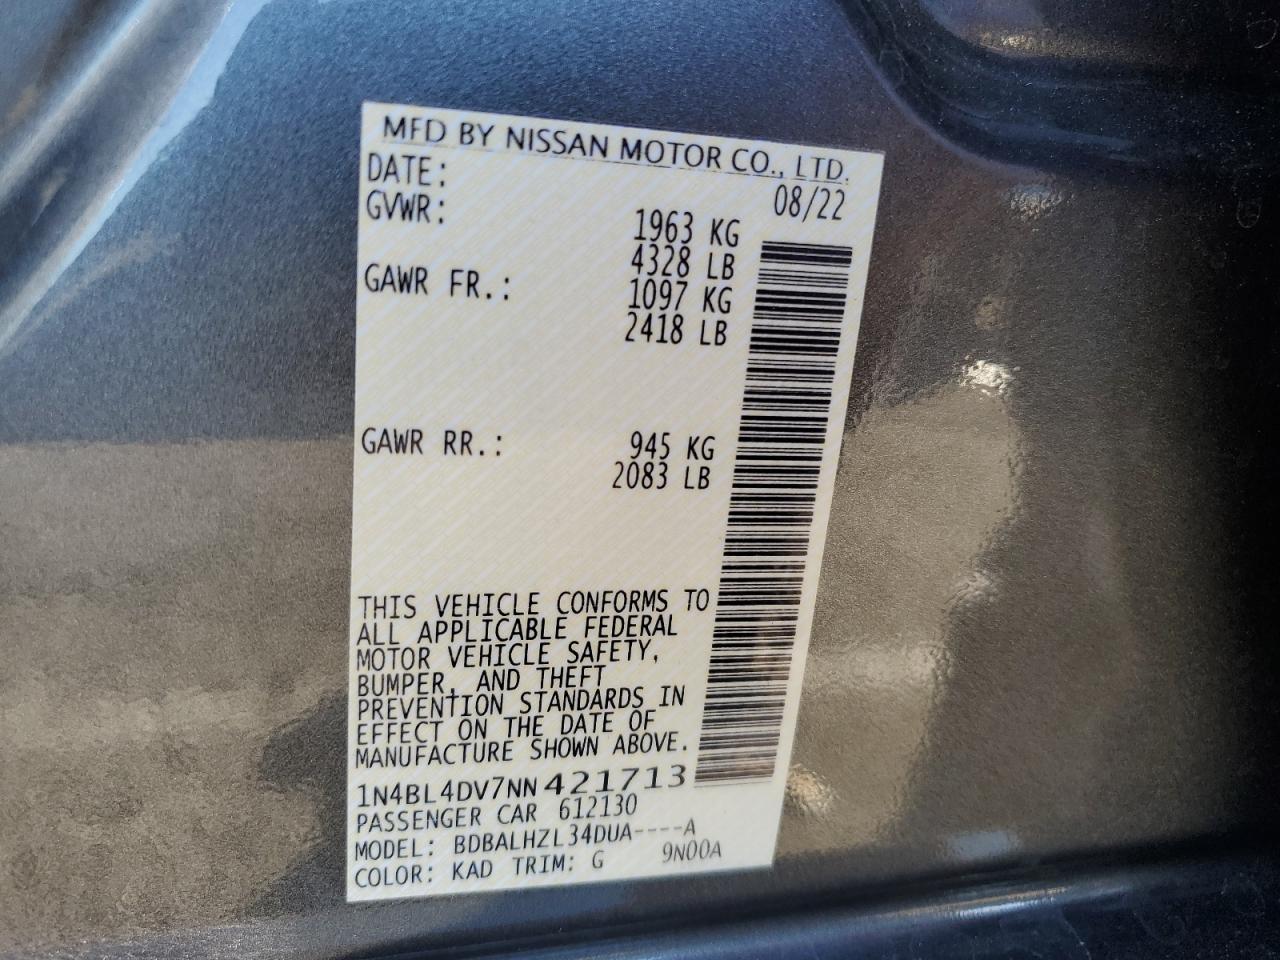 MFD BY NISSAN MOTOR CO., LTD.
DATE: 08/22
GVWR: 1963 KG
4328 LB
GAWR FR.: 1097 KG
2418 LB
GAWR RR.: 945 KG
2083 LB
THIS VEHICLE CONFORMS TO
ALL APPLICABLE FEDERAL
MOTOR VEHICLE SAFETY,
BUMPER, AND THEFT
PREVENTION STANDARDS IN
EFFECT ON THE DATE OF
MANUFACTURE SHOWN ABOVE.
1N4BL4DV7NN421713
PASSENGER CAR 612130
MODEL: BDBALHZL34DUA----A
COLOR: KAD TRIM: G 9N00A